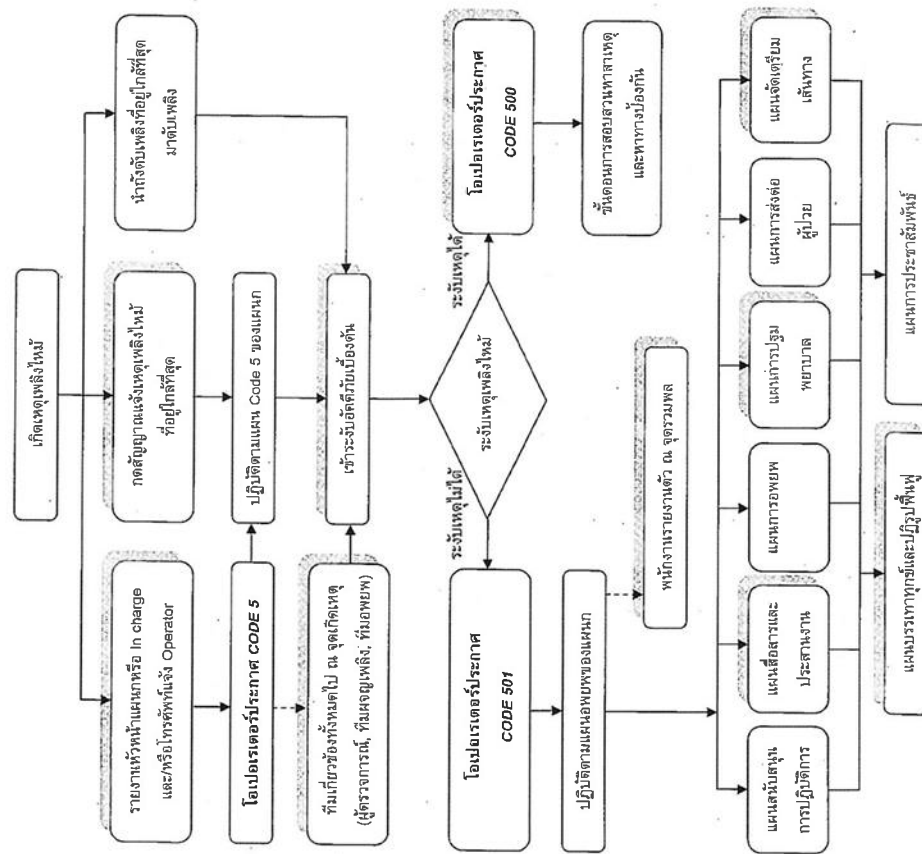 เกิดเหตุเพลิงไหม้
รายงานหัวหน้าแผนกหรือ In charge
และ/หรือโทรศัพท์แจ้ง Operator
กดสัญญาณแจ้งเหตุเพลิงไหม้
ที่อยู่ใกล้ที่สุด
นำถังดับเพลิงที่อยู่ใกล้ที่สุด
มาดับเพลิง
โอเปอเรเตอร์ประกาศ CODE 5
ปฏิบัติตามแผน Code 5 ของแผนก
ทีมเกี่ยวข้องทั้งหมดไป ณ จุดเกิดเหตุ
(ผู้ตรวจการณ์, ทีมผจญเพลิง, ทีมอพยพ)
เข้าระงับอัคคีภัยเบื้องต้น
ระงับเหตุไม่ได้
ระงับเหตุเพลิงไหม้
ระงับเหตุได้
โอเปอเรเตอร์ประกาศ
CODE 501
โอเปอเรเตอร์ประกาศ
CODE 500
ปฏิบัติตามแผนอพยพของแผนก
ขั้นตอนการสอบสวนหาสาเหตุ
และหาทางป้องกัน
พนักงานรายงานตัว ณ จุดรวมพล
แผนสนับสนุน
การปฏิบัติการ
แผนสื่อสารและ
ประสานงาน
แผนการอพยพ
แผนการปฐม
พยาบาล
แผนการส่งต่อ
ผู้ป่วย
แผนจัดเตรียม
เส้นทาง
แผนบรรเทาทุกข์และปฏิรูปฟื้นฟู
แผนการประชาสัมพันธ์